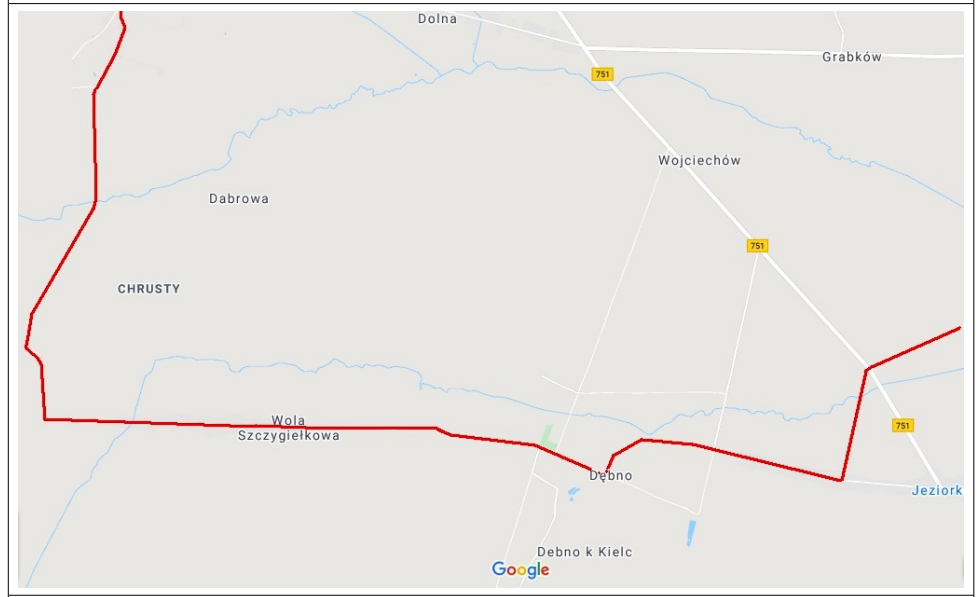 Dolna
Grabków
751
Wojciechów
Dabrowa
751
CHRUSTY
Wola
Szczygiełkowa
751
Dębno
Jeziork
Debno k Kielc
Google